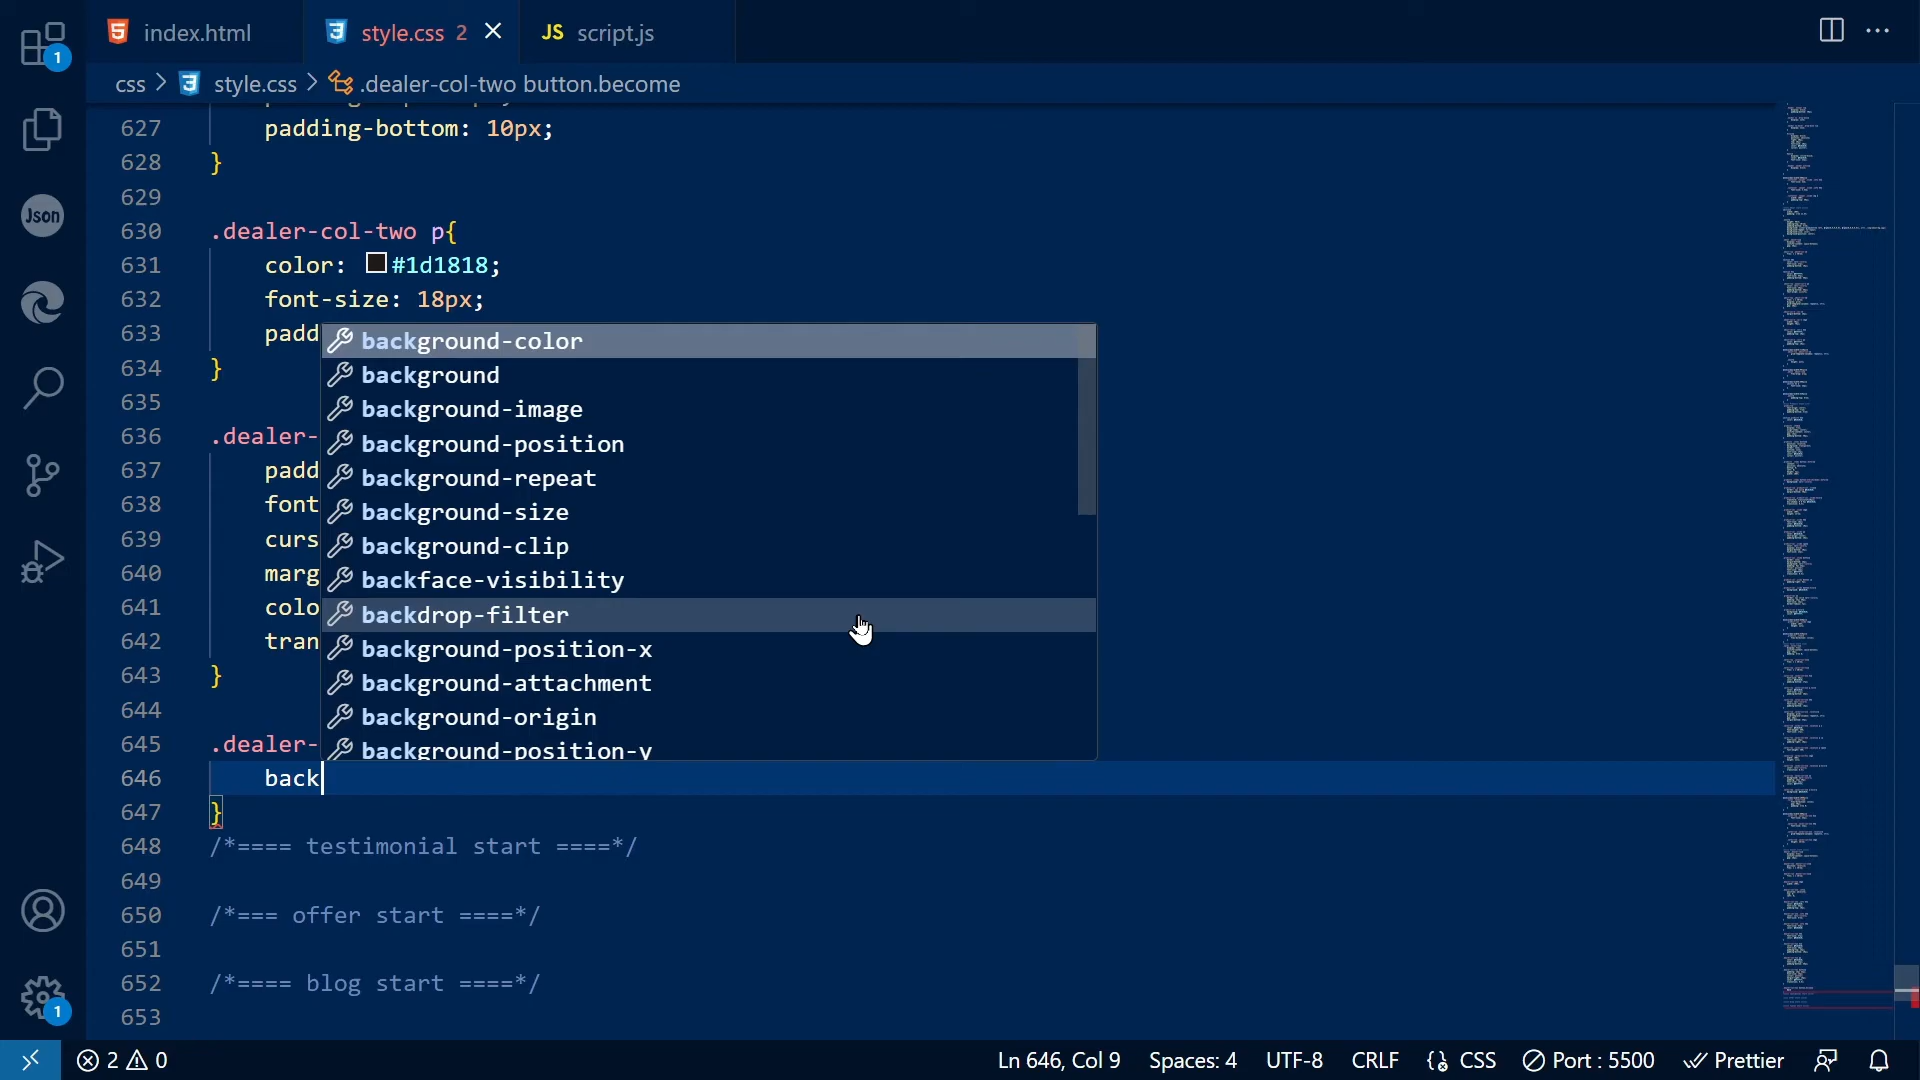 index.html
style.css 2
JS script.js
css > style.css > .dealer-col-two button.become
627 padding-bottom: 10px;
628 }
629
630 .dealer-col-two p{
631 color: #1d1818;
632 font-size: 18px;
633 padd
634 }
635
636 .dealer-
637 padd
638 font
639 curs
640 marg
641 colo
642 tran
643 }
644
645 .dealer-
646 back
647 }
648 /*==== testimonial start ====*/
649
650 /*=== offer start ====*/
651
652 /*==== blog start ====*/
653
background-color
background
background-image
background-position
background-repeat
background-size
background-clip
backface-visibility
backdrop-filter
background-position-x
background-attachment
background-origin
background-position-y
1
Json
1
2 0
Ln 646, Col 9 Spaces: 4 UTF-8 CRLF {} CSS Port : 5500 Prettier